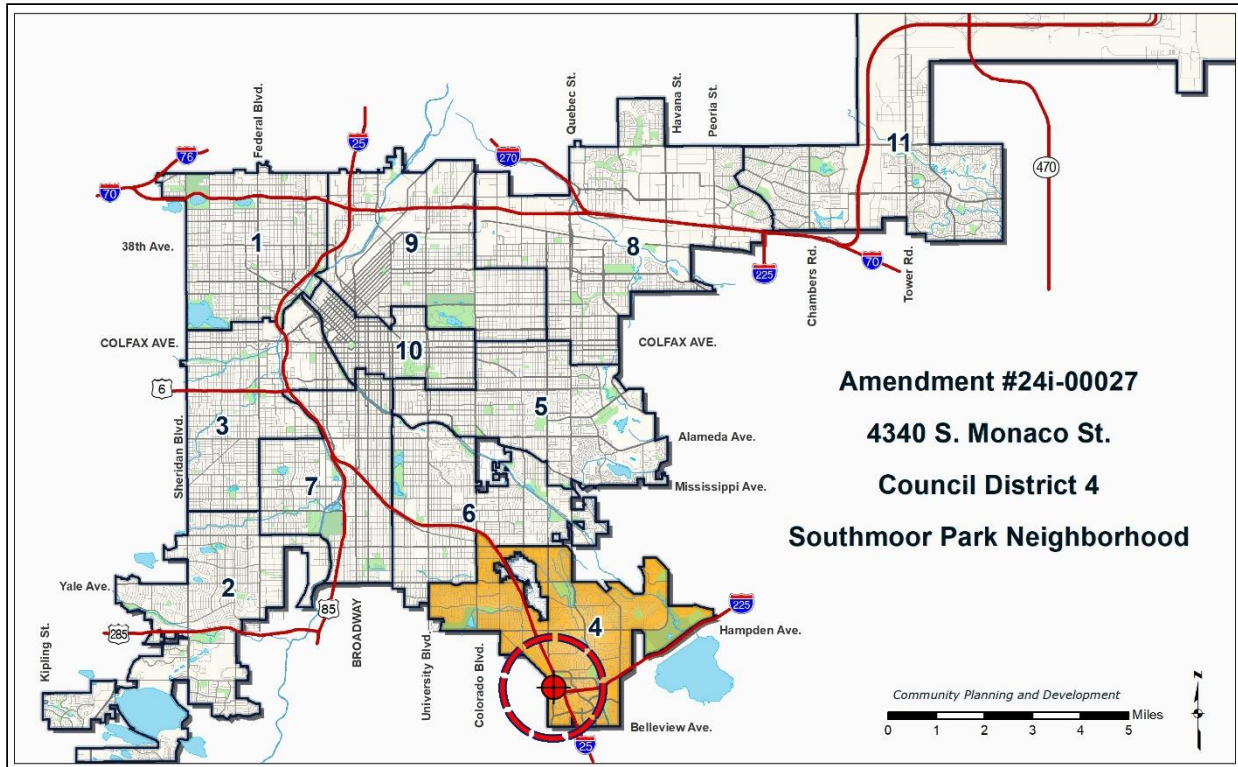 Federal Blvd.
Quebec St.
Havana St.
Peoria St.
76
25
270
70
11
470
38th Ave.
1
9
8
225
70
Chambers Rd.
Tower Rd.
COLFAX AVE.
10
COLFAX AVE.
6
3
5
Sheridan Blvd.
Alameda Ave.
7
Mississippi Ave.
6
Amendment #24i-00027
4340 S. Monaco St.
Council District 4
Southmoor Park Neighborhood
Yale Ave.
2
85
285
BROADWAY
University Blvd.
Colorado Blvd.
4
225
Hampden Ave.
Kipling St.
Belleview Ave.
25
Community Planning and Development
Miles
0 1 2 3 4 5
z